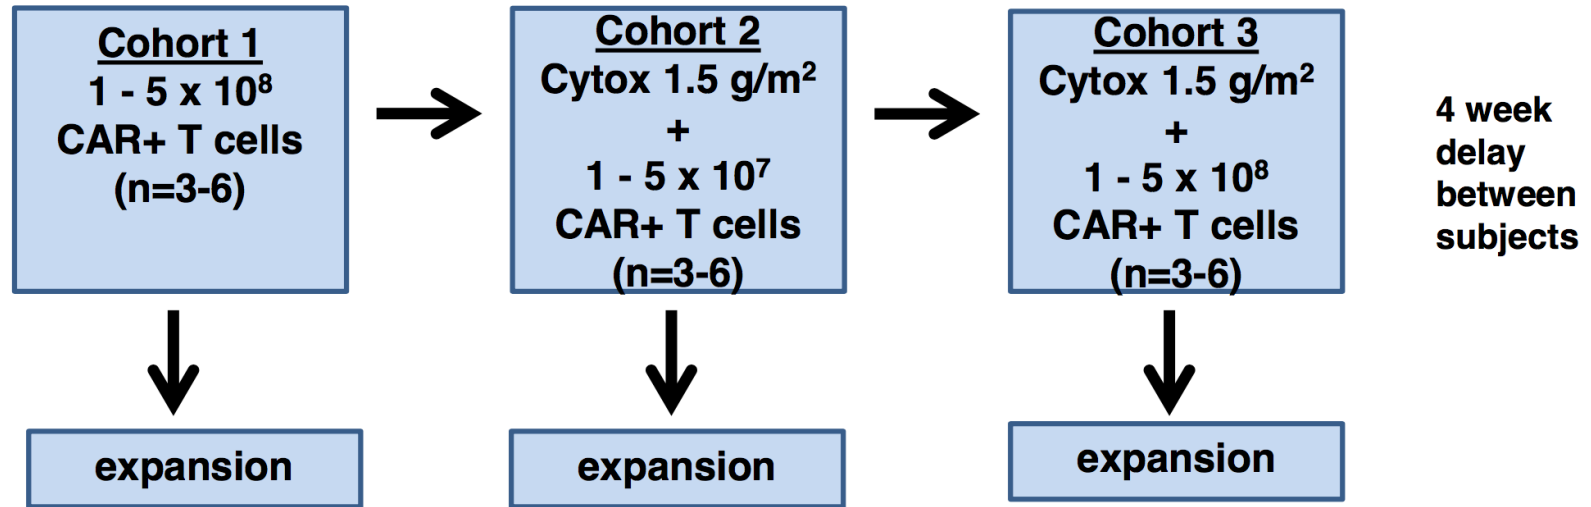 Cohort 1
1 - 5 x 10⁸
CAR+ T cells
(n=3-6)
Cohort 2
Cytox 1.5 g/m²
+
1 - 5 x 10⁷
CAR+ T cells
(n=3-6)
Cohort 3
Cytox 1.5 g/m²
+
1 - 5 x 10⁸
CAR+ T cells
(n=3-6)
4 week
delay
between
subjects
expansion
expansion
expansion